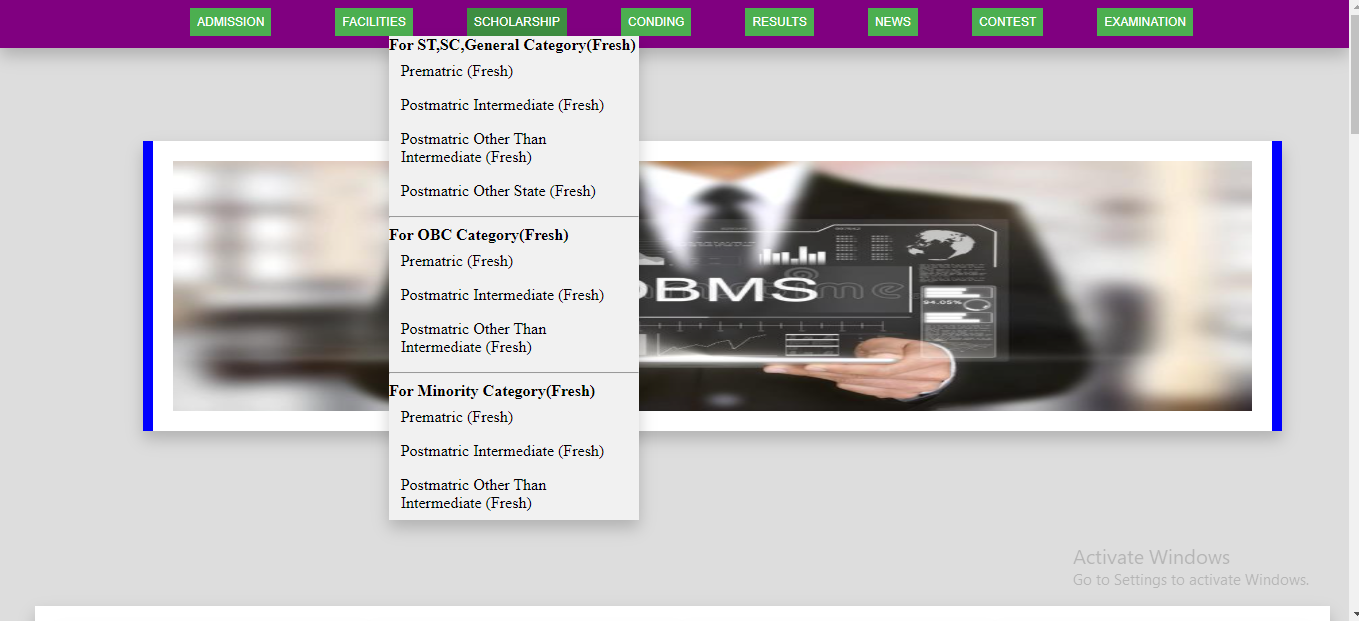 ADMISSION FACILITIES SCHOLARSHIP CONDING RESULTS NEWS CONTEST EXAMINATION
For ST,SC,General Category(Fresh)
Prematric (Fresh)
Postmatric Intermediate (Fresh)
Postmatric Other Than
Intermediate (Fresh)
Postmatric Other State (Fresh)
For OBC Category(Fresh)
Prematric (Fresh)
Postmatric Intermediate (Fresh)
Postmatric Other Than
Intermediate (Fresh)
For Minority Category(Fresh)
Prematric (Fresh)
Postmatric Intermediate (Fresh)
Postmatric Other Than
Intermediate (Fresh)
BMS
94.05%
Activate Windows
Go to Settings to activate Windows.